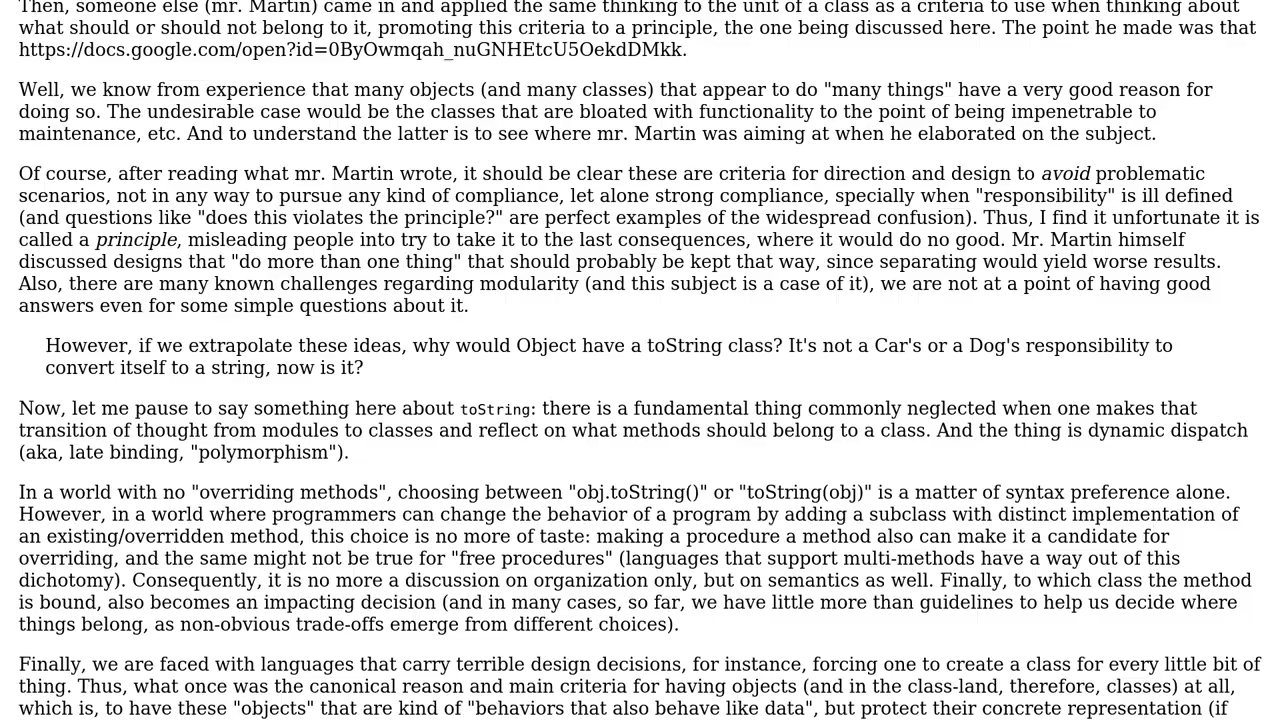 Then, someone else (mr. Martin) came in and applied the same thinking to the unit of a class as a criteria to use when thinking about
what should or should not belong to it, promoting this criteria to a principle, the one being discussed here. The point he made was that
https://docs.google.com/open?id=0ByOwmqah_nuGNHEtcU5OekdDMkk.
Well, we know from experience that many objects (and many classes) that appear to do "many things" have a very good reason for
doing so. The undesirable case would be the classes that are bloated with functionality to the point of being impenetrable to
maintenance, etc. And to understand the latter is to see where mr. Martin was aiming at when he elaborated on the subject.
Of course, after reading what mr. Martin wrote, it should be clear these are criteria for direction and design to avoid problematic
scenarios, not in any way to pursue any kind of compliance, let alone strong compliance, specially when "responsibility" is ill defined
(and questions like "does this violates the principle?" are perfect examples of the widespread confusion). Thus, I find it unfortunate it is
called a principle, misleading people into try to take it to the last consequences, where it would do no good. Mr. Martin himself
discussed designs that "do more than one thing" that should probably be kept that way, since separating would yield worse results.
Also, there are many known challenges regarding modularity (and this subject is a case of it), we are not at a point of having good
answers even for some simple questions about it.
However, if we extrapolate these ideas, why would Object have a toString class? It's not a Car's or a Dog's responsibility to
convert itself to a string, now is it?
Now, let me pause to say something here about toString: there is a fundamental thing commonly neglected when one makes that
transition of thought from modules to classes and reflect on what methods should belong to a class. And the thing is dynamic dispatch
(aka, late binding, "polymorphism").
In a world with no "overriding methods", choosing between "obj.toString()" or "toString(obj)" is a matter of syntax preference alone.
However, in a world where programmers can change the behavior of a program by adding a subclass with distinct implementation of
an existing/overridden method, this choice is no more of taste: making a procedure a method also can make it a candidate for
overriding, and the same might not be true for "free procedures" (languages that support multi-methods have a way out of this
dichotomy). Consequently, it is no more a discussion on organization only, but on semantics as well. Finally, to which class the method
is bound, also becomes an impacting decision (and in many cases, so far, we have little more than guidelines to help us decide where
things belong, as non-obvious trade-offs emerge from different choices).
Finally, we are faced with languages that carry terrible design decisions, for instance, forcing one to create a class for every little bit of
thing. Thus, what once was the canonical reason and main criteria for having objects (and in the class-land, therefore, classes) at all,
which is, to have these "objects" that are kind of "behaviors that also behave like data", but protect their concrete representation (if